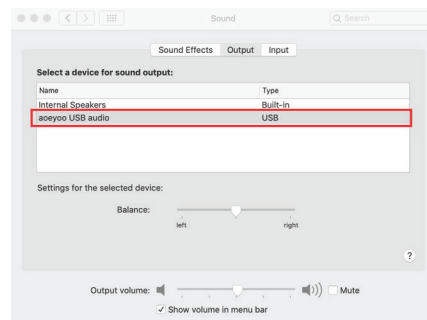 Sound
Search
Sound Effects Output Input
Select a device for sound output:
Name Type
Internal Speakers Built-in
aoeyoo USB audio USB
Settings for the selected device:
Balance:
left right
?
Output volume: Mute
Show volume in menu bar